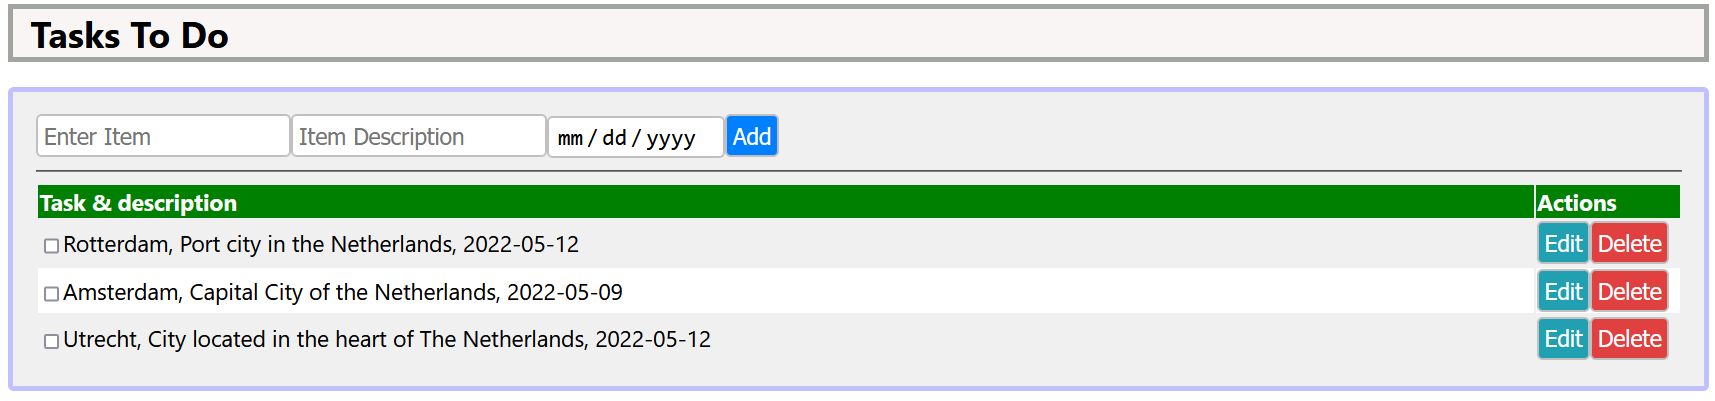 Tasks To Do
Enter Item Item Description mm/dd/yyyy Add
Task & description Actions
Rotterdam, Port city in the Netherlands, 2022-05-12 Edit Delete
Amsterdam, Capital City of the Netherlands, 2022-05-09 Edit Delete
Utrecht, City located in the heart of The Netherlands, 2022-05-12 Edit Delete